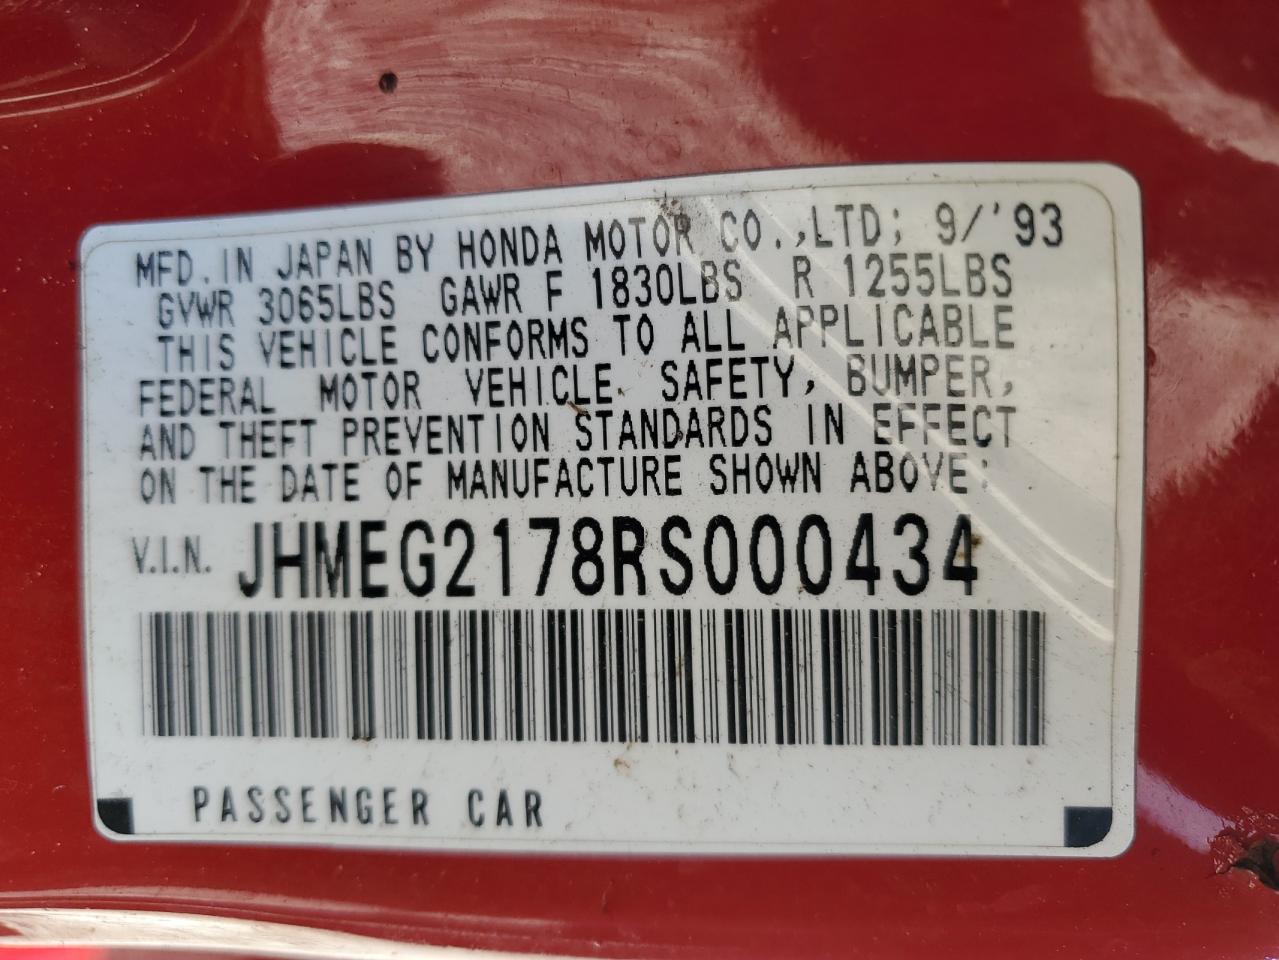 MFD. IN JAPAN BY HONDA MOTOR CO.,LTD; 9/'93
GVWR 3065LBS GAWR F 1830LBS R 1255LBS
THIS VEHICLE CONFORMS TO ALL APPLICABLE
FEDERAL MOTOR VEHICLE SAFETY, BUMPER,
AND THEFT PREVENTION STANDARDS IN EFFECT
ON THE DATE OF MANUFACTURE SHOWN ABOVE;
V.I.N. JHMEG2178RS000434
PASSENGER CAR